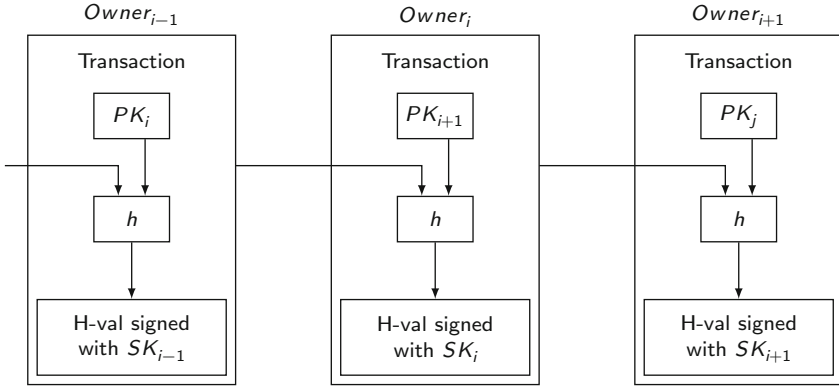 Owner_{i−1}
Transaction
PK_i
h
H-val signed
with SK_{i−1}
Owner_i
Transaction
PK_{i+1}
h
H-val signed
with SK_i
Owner_{i+1}
Transaction
PK_j
h
H-val signed
with SK_{i+1}